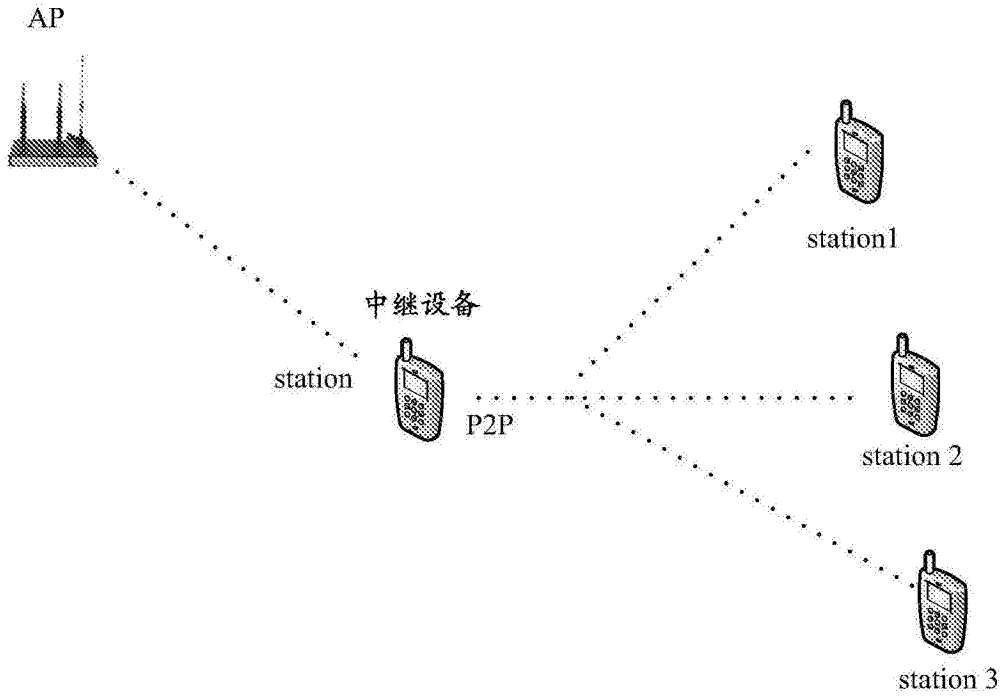 AP
station1
中继设备
station
P2P
station 2
station 3